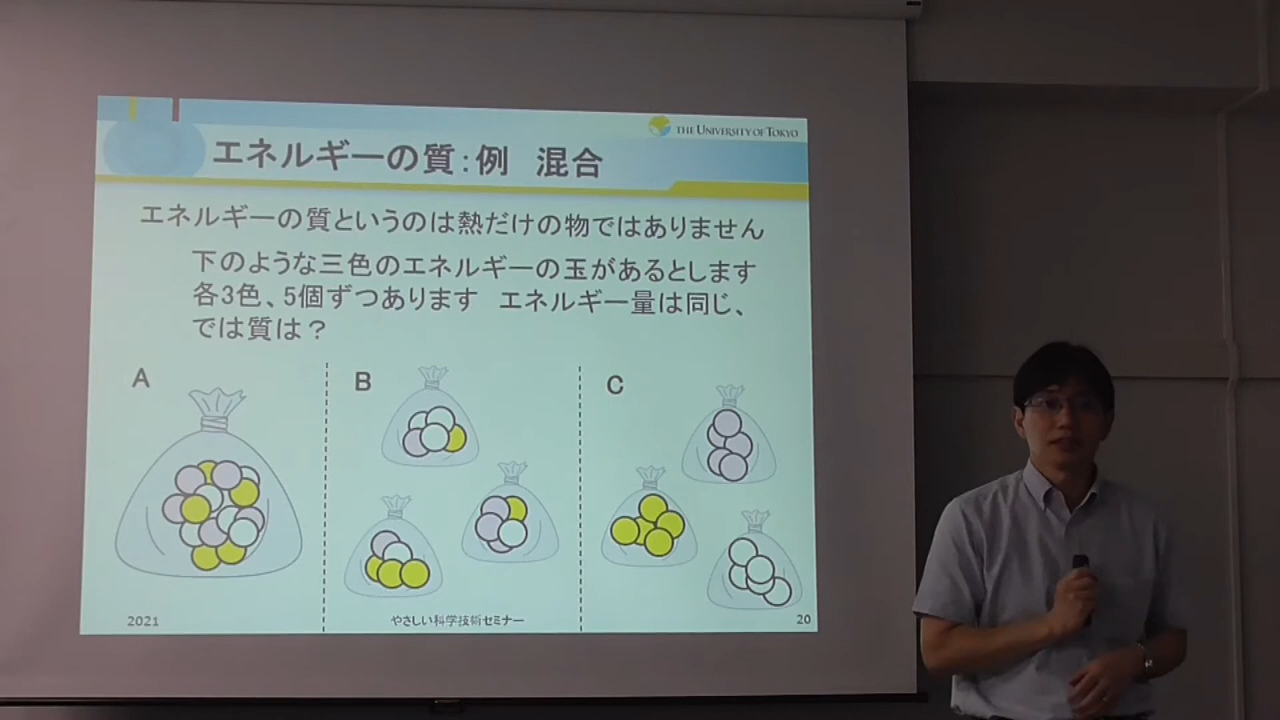 THE UNIVERSITY OF TOKYO
エネルギーの質：例　混合
エネルギーの質というのは熱だけの物ではありません
下のような三色のエネルギーの玉があるとします
各3色、5個ずつあります　エネルギー量は同じ、
では質は？
A
B
C
2021
やさしい科学技術セミナー
20